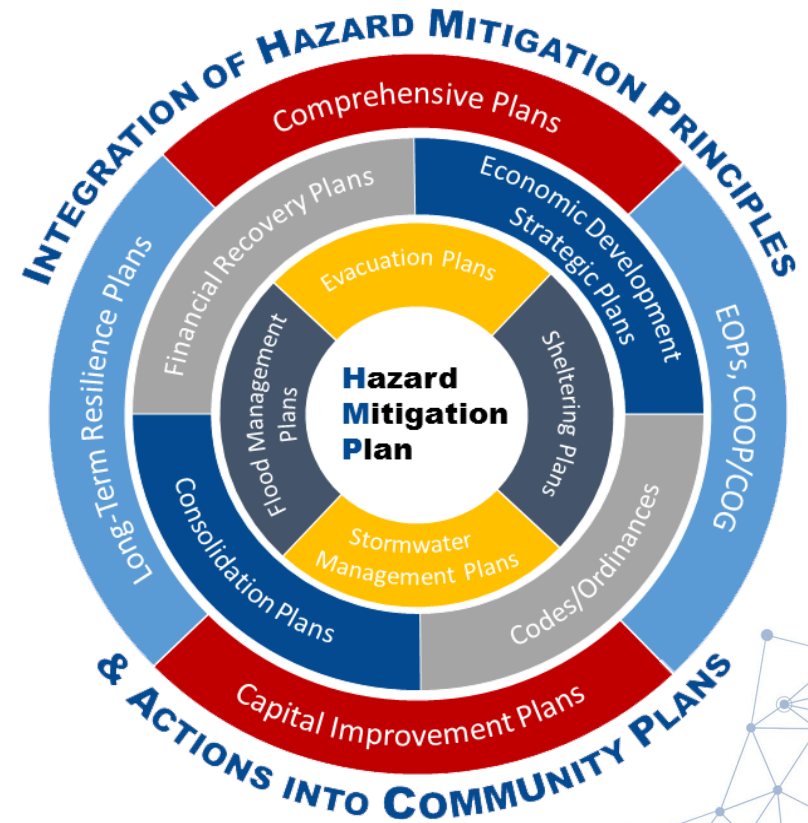 INTEGRATION OF HAZARD MITIGATION PRINCIPLES
Comprehensive Plans
Financial Recovery Plans
Economic Development
Strategic Plans
Evacuation Plans
Long-Term Resilience Plans
Flood Management
Plans
Hazard
Mitigation
Plan
Sheltering Plans
EOPs, COOP/COG
Stormwater
Management Plans
Consolidation Plans
Codes/Ordinances
Capital Improvement Plans
& ACTIONS INTO COMMUNITY PLANS